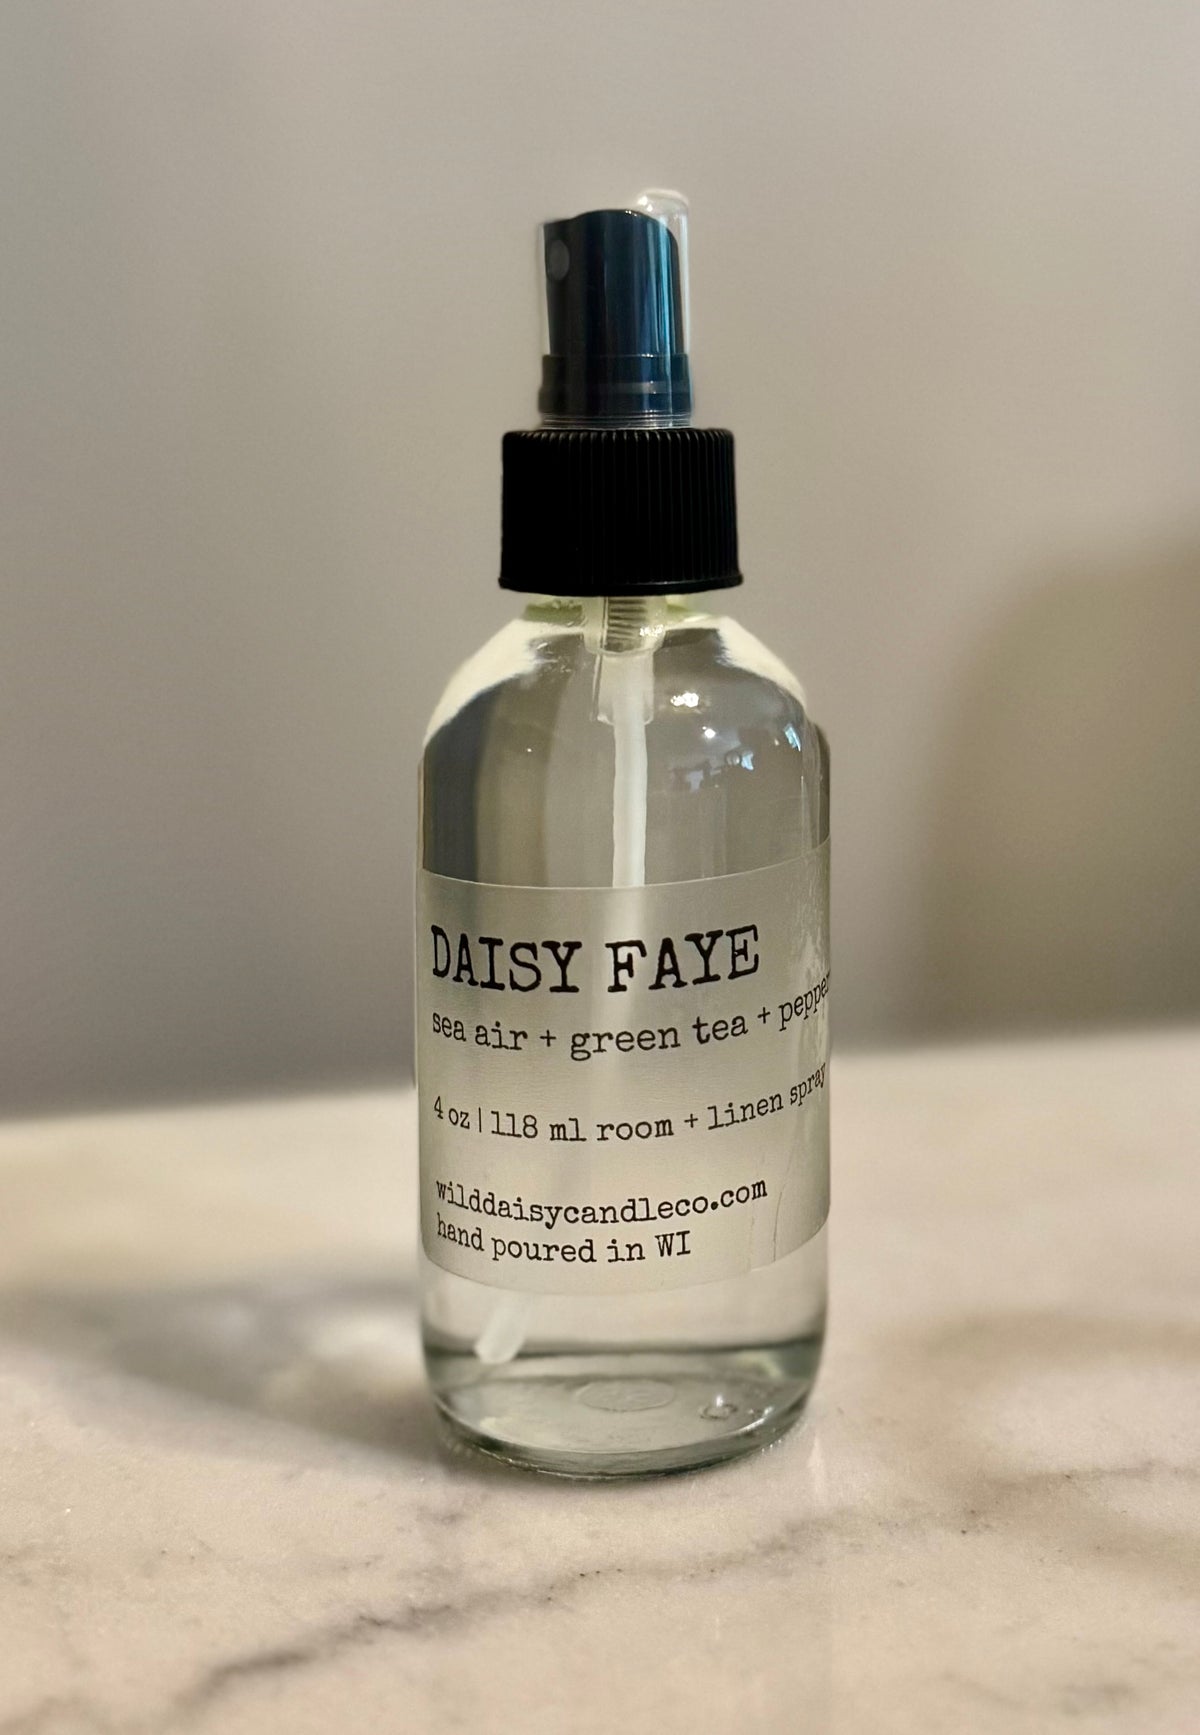 DAISY FAYE
sea air + green tea + pepper
4 oz | 118 ml room + linen spray
wilddaisycandleco.com
hand poured in WI